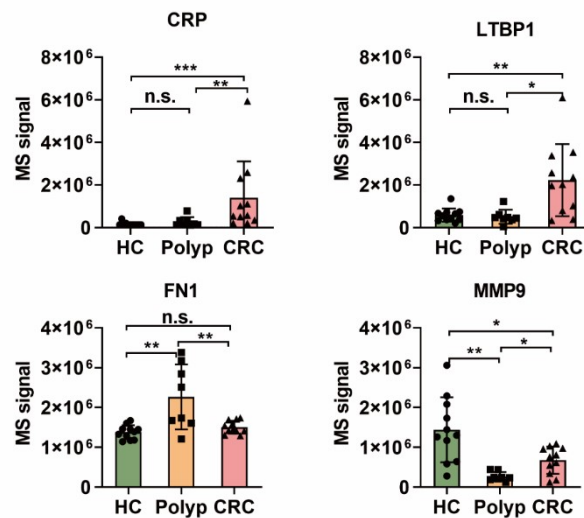 CRP
MS signal
8×10⁶
6×10⁶
4×10⁶
2×10⁶
0
***
**
n.s.
HC Polyp CRC
LTBP1
MS signal
8×10⁶
6×10⁶
4×10⁶
2×10⁶
0
**
*
n.s.
HC Polyp CRC
FN1
MS signal
4×10⁶
3×10⁶
2×10⁶
1×10⁶
0
n.s.
** **
HC Polyp CRC
MMP9
MS signal
4×10⁶
3×10⁶
2×10⁶
1×10⁶
0
*
** *
HC Polyp CRC